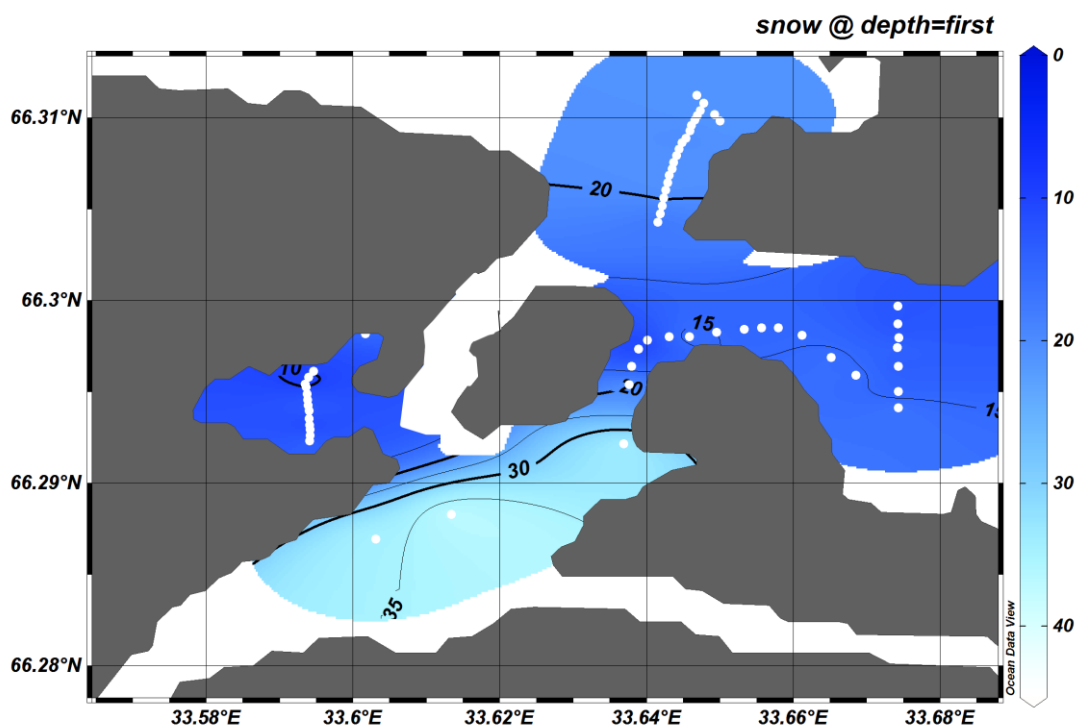 snow @ depth=first
0
66.31°N
20
10
66.3°N
15
10
20
20
15
30
66.29°N
30
35
40
66.28°N
Ocean Data View
33.58°E 33.6°E 33.62°E 33.64°E 33.66°E 33.68°E